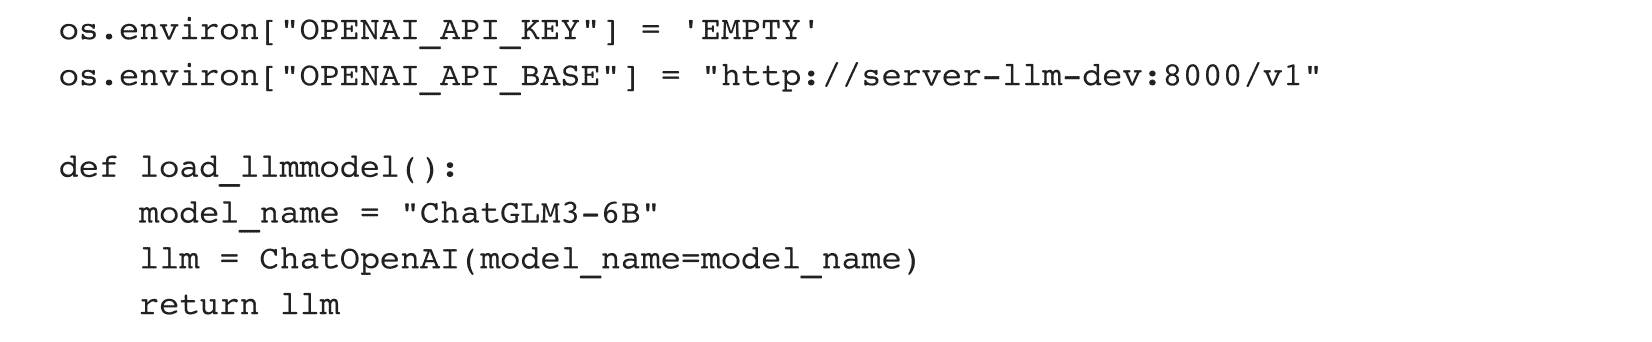 os.environ["OPENAI_API_KEY"] = 'EMPTY'
os.environ["OPENAI_API_BASE"] = "http://server-llm-dev:8000/v1"

def load_llmmodel():
    model_name = "ChatGLM3-6B"
    llm = ChatOpenAI(model_name=model_name)
    return llm